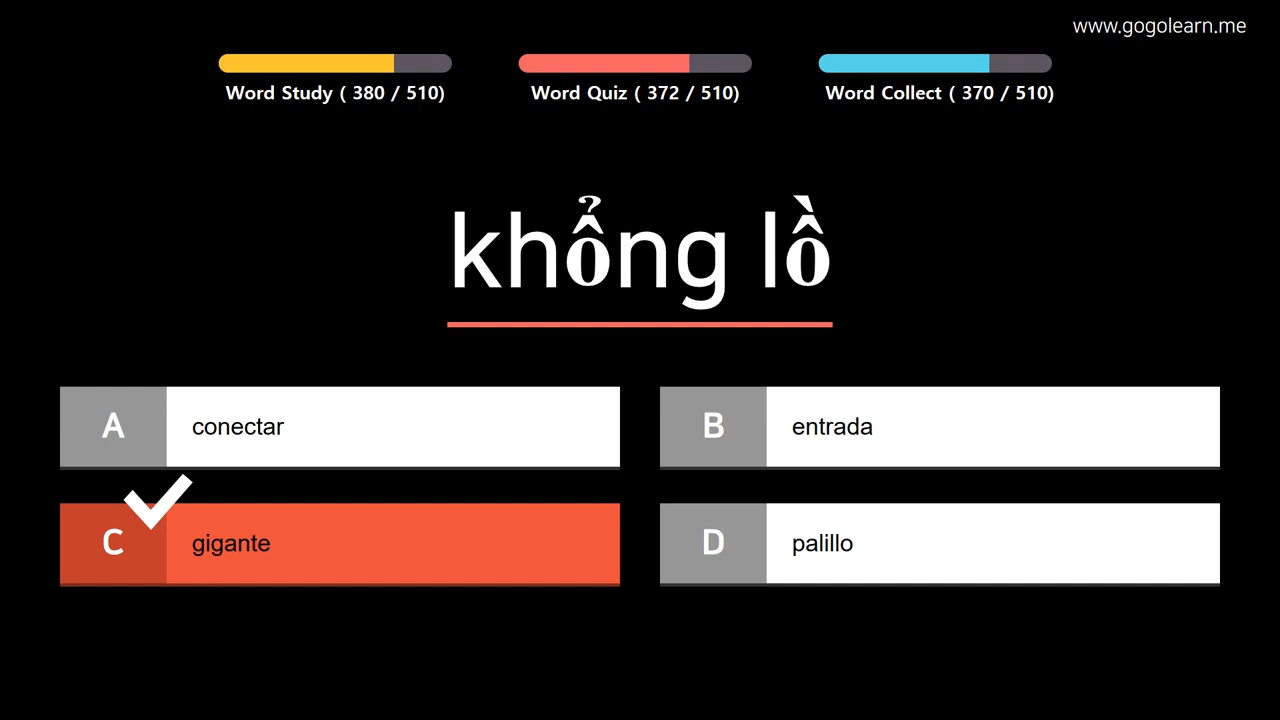 www.gogolearn.me
Word Study ( 380 / 510)
Word Quiz ( 372 / 510)
Word Collect ( 370 / 510)
khổng lồ
A conectar
B entrada
C gigante
D palillo